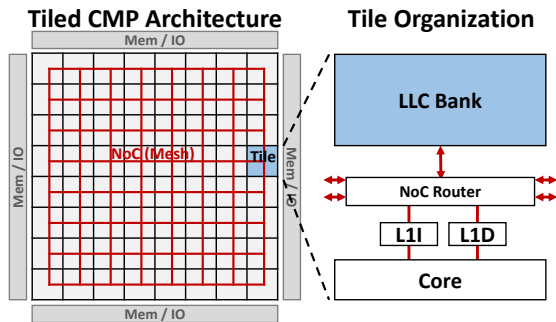 Tiled CMP Architecture
Tile Organization
Mem / IO
Mem / IO
NoC (Mesh)
Tile
Mem / IO
Mem / IO
LLC Bank
NoC Router
L1I
L1D
Core